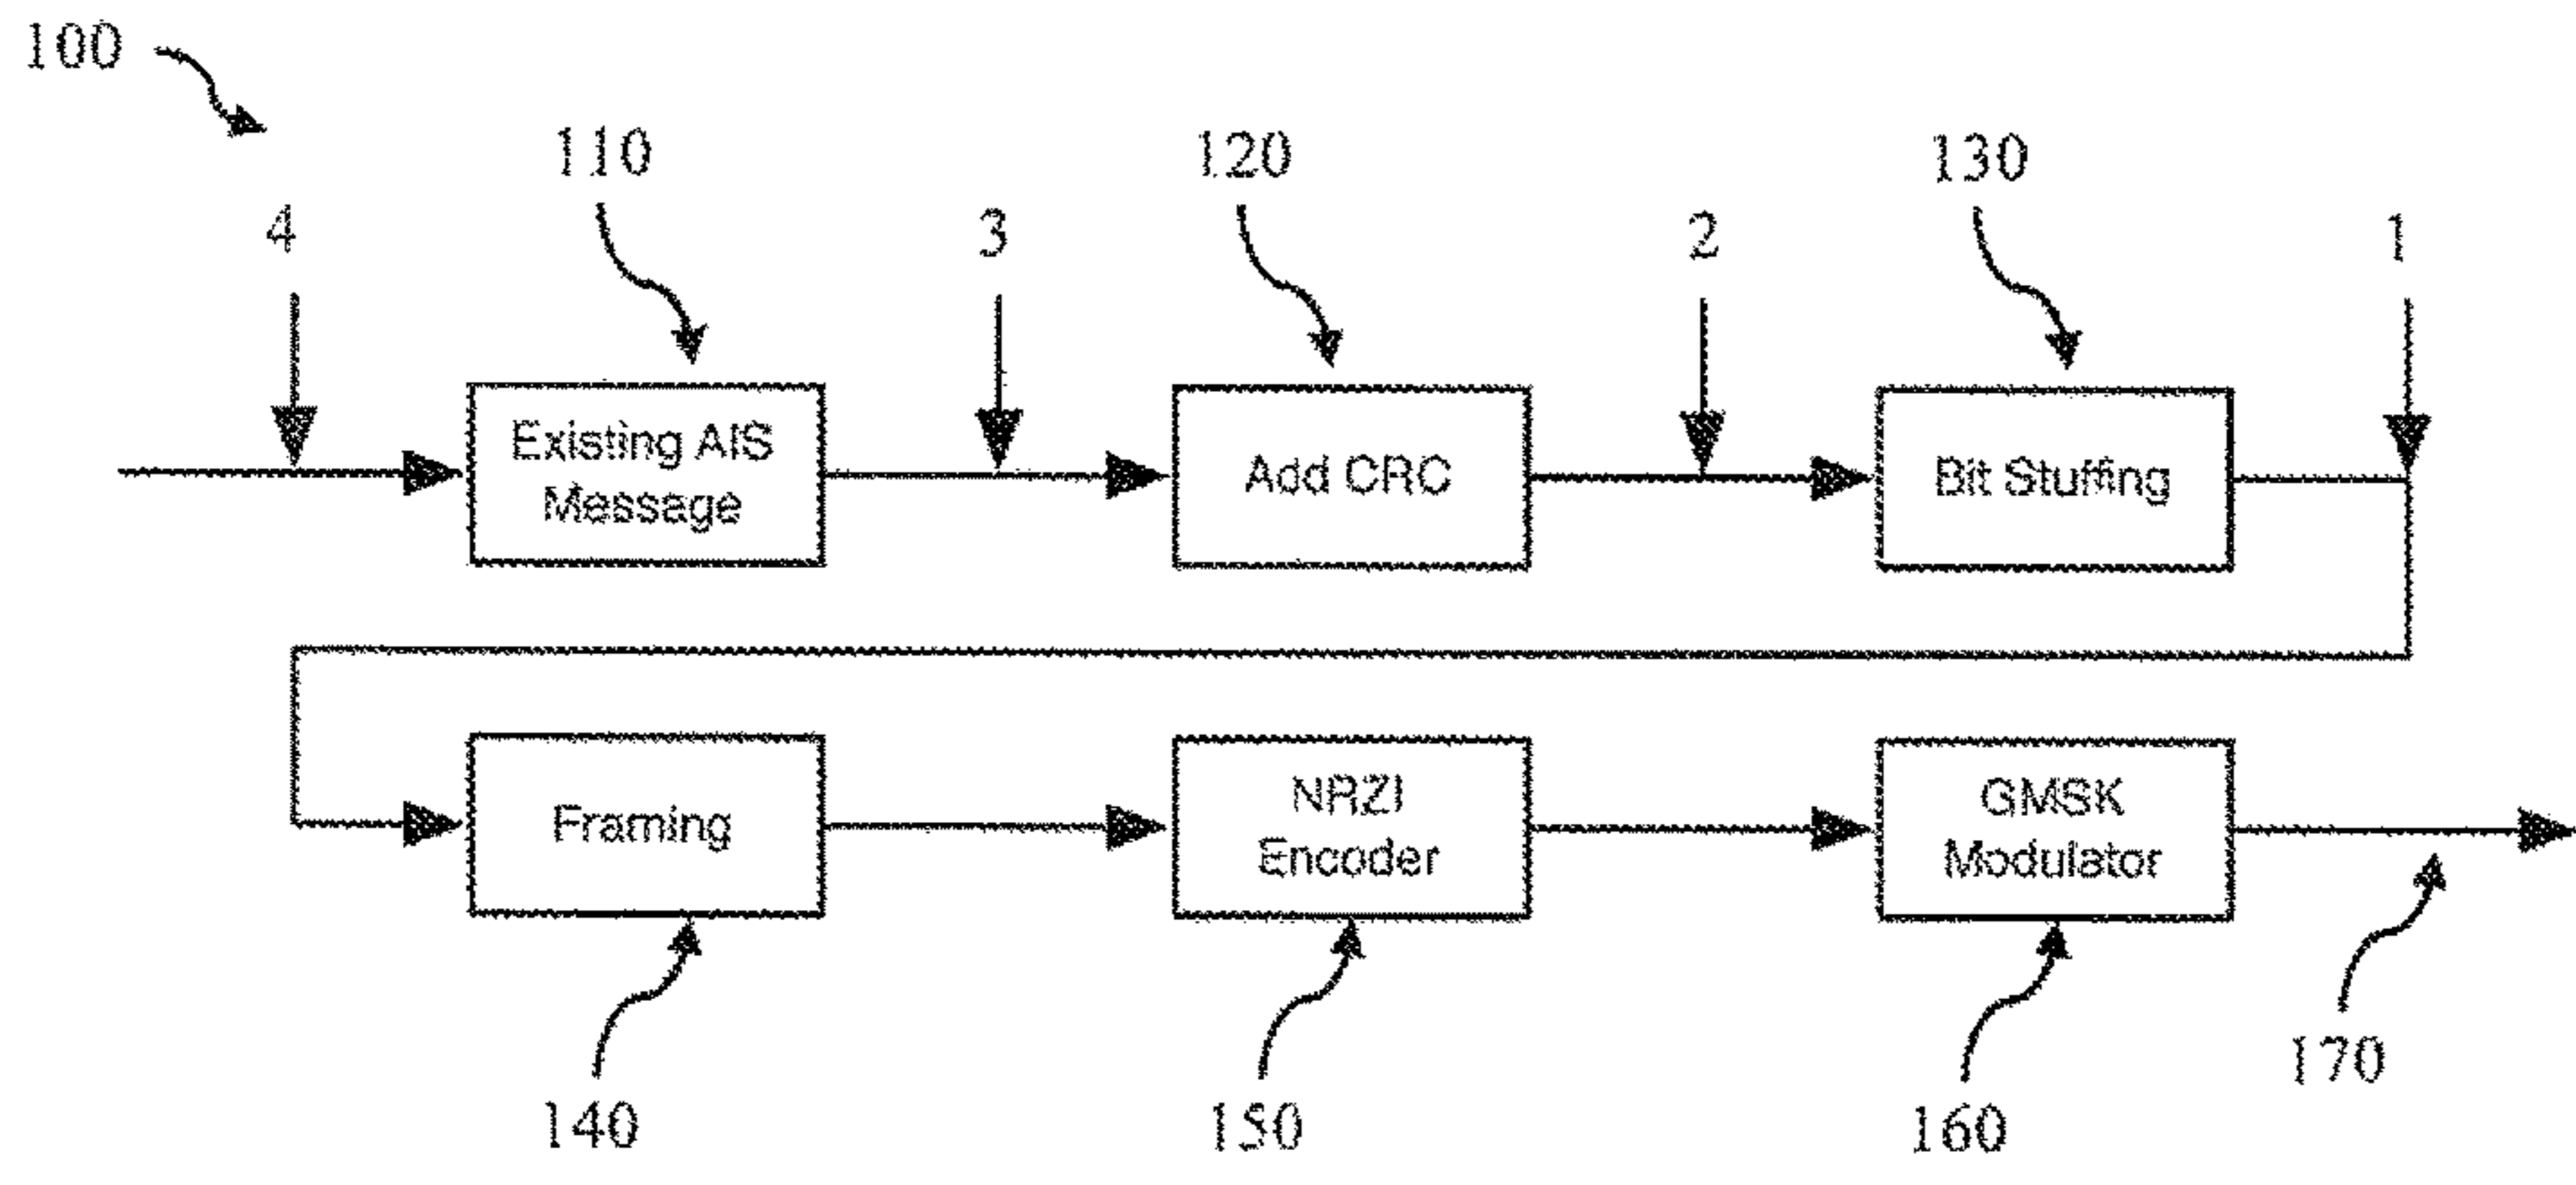 100
110
120
130
4
3
2
1
Existing AIS
Message
Add CRC
Bit Stuffing
Framing
NRZI
Encoder
GMSK
Modulator
140
150
160
170